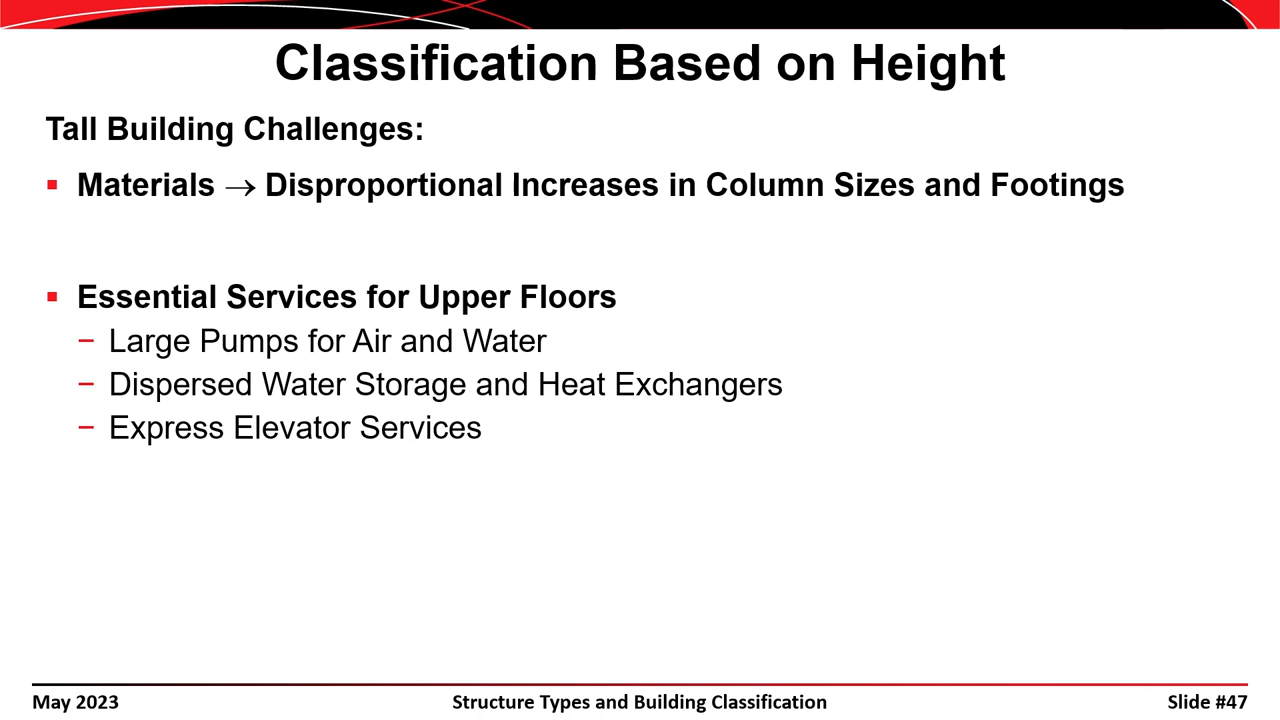 Classification Based on Height
Tall Building Challenges:
▪ Materials → Disproportional Increases in Column Sizes and Footings
▪ Essential Services for Upper Floors
− Large Pumps for Air and Water
− Dispersed Water Storage and Heat Exchangers
− Express Elevator Services
May 2023
Structure Types and Building Classification
Slide #47